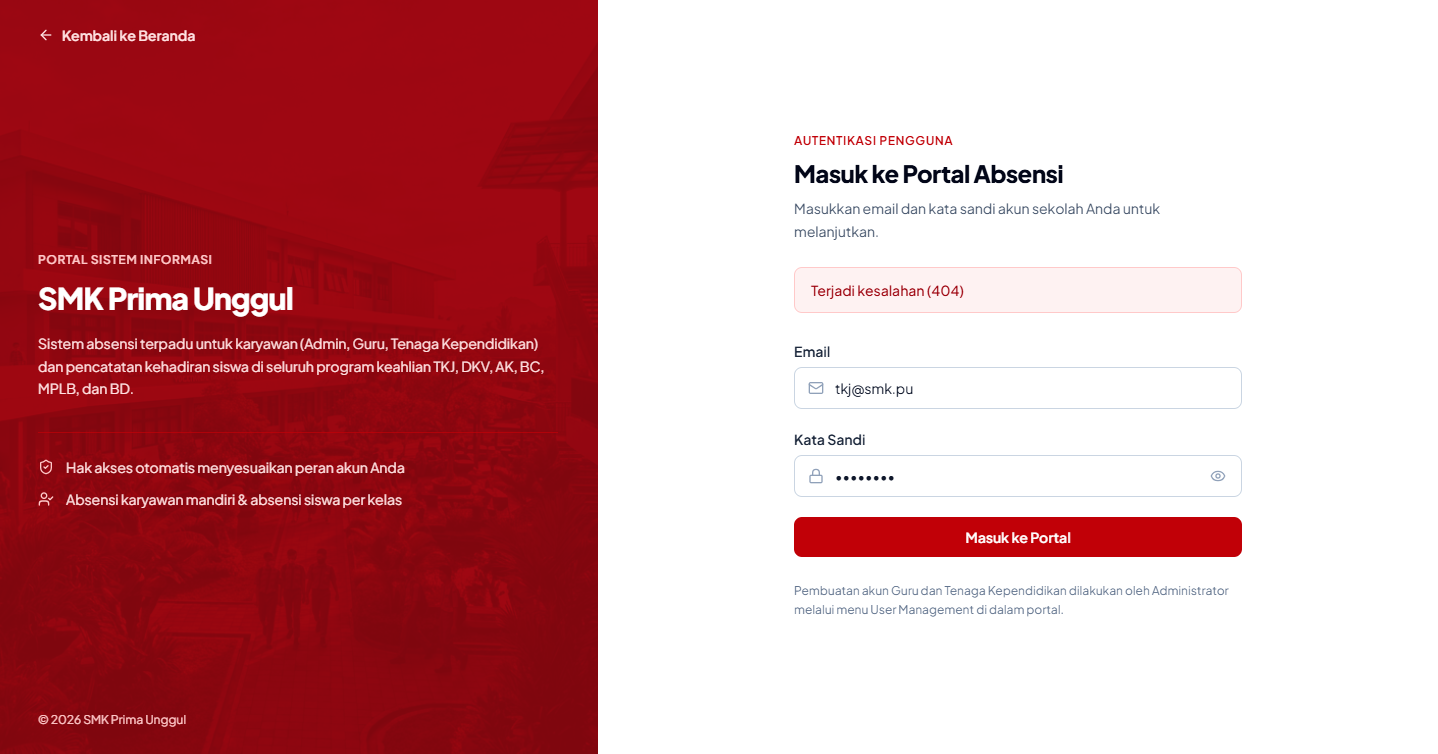 Kembali ke Beranda
PORTAL SISTEM INFORMASI
SMK Prima Unggul
Sistem absensi terpadu untuk karyawan (Admin, Guru, Tenaga Kependidikan)
dan pencatatan kehadiran siswa di seluruh program keahlian TKJ, DKV, AK, BC,
MPLB, dan BD.
Hak akses otomatis menyesuaikan peran akun Anda
Absensi karyawan mandiri & absensi siswa per kelas
© 2026 SMK Prima Unggul
AUTENTIKASI PENGGUNA
Masuk ke Portal Absensi
Masukkan email dan kata sandi akun sekolah Anda untuk
melanjutkan.
Terjadi kesalahan (404)
Email
tkj@smk.pu
Kata Sandi
••••••••
Masuk ke Portal
Pembuatan akun Guru dan Tenaga Kependidikan dilakukan oleh Administrator
melalui menu User Management di dalam portal.